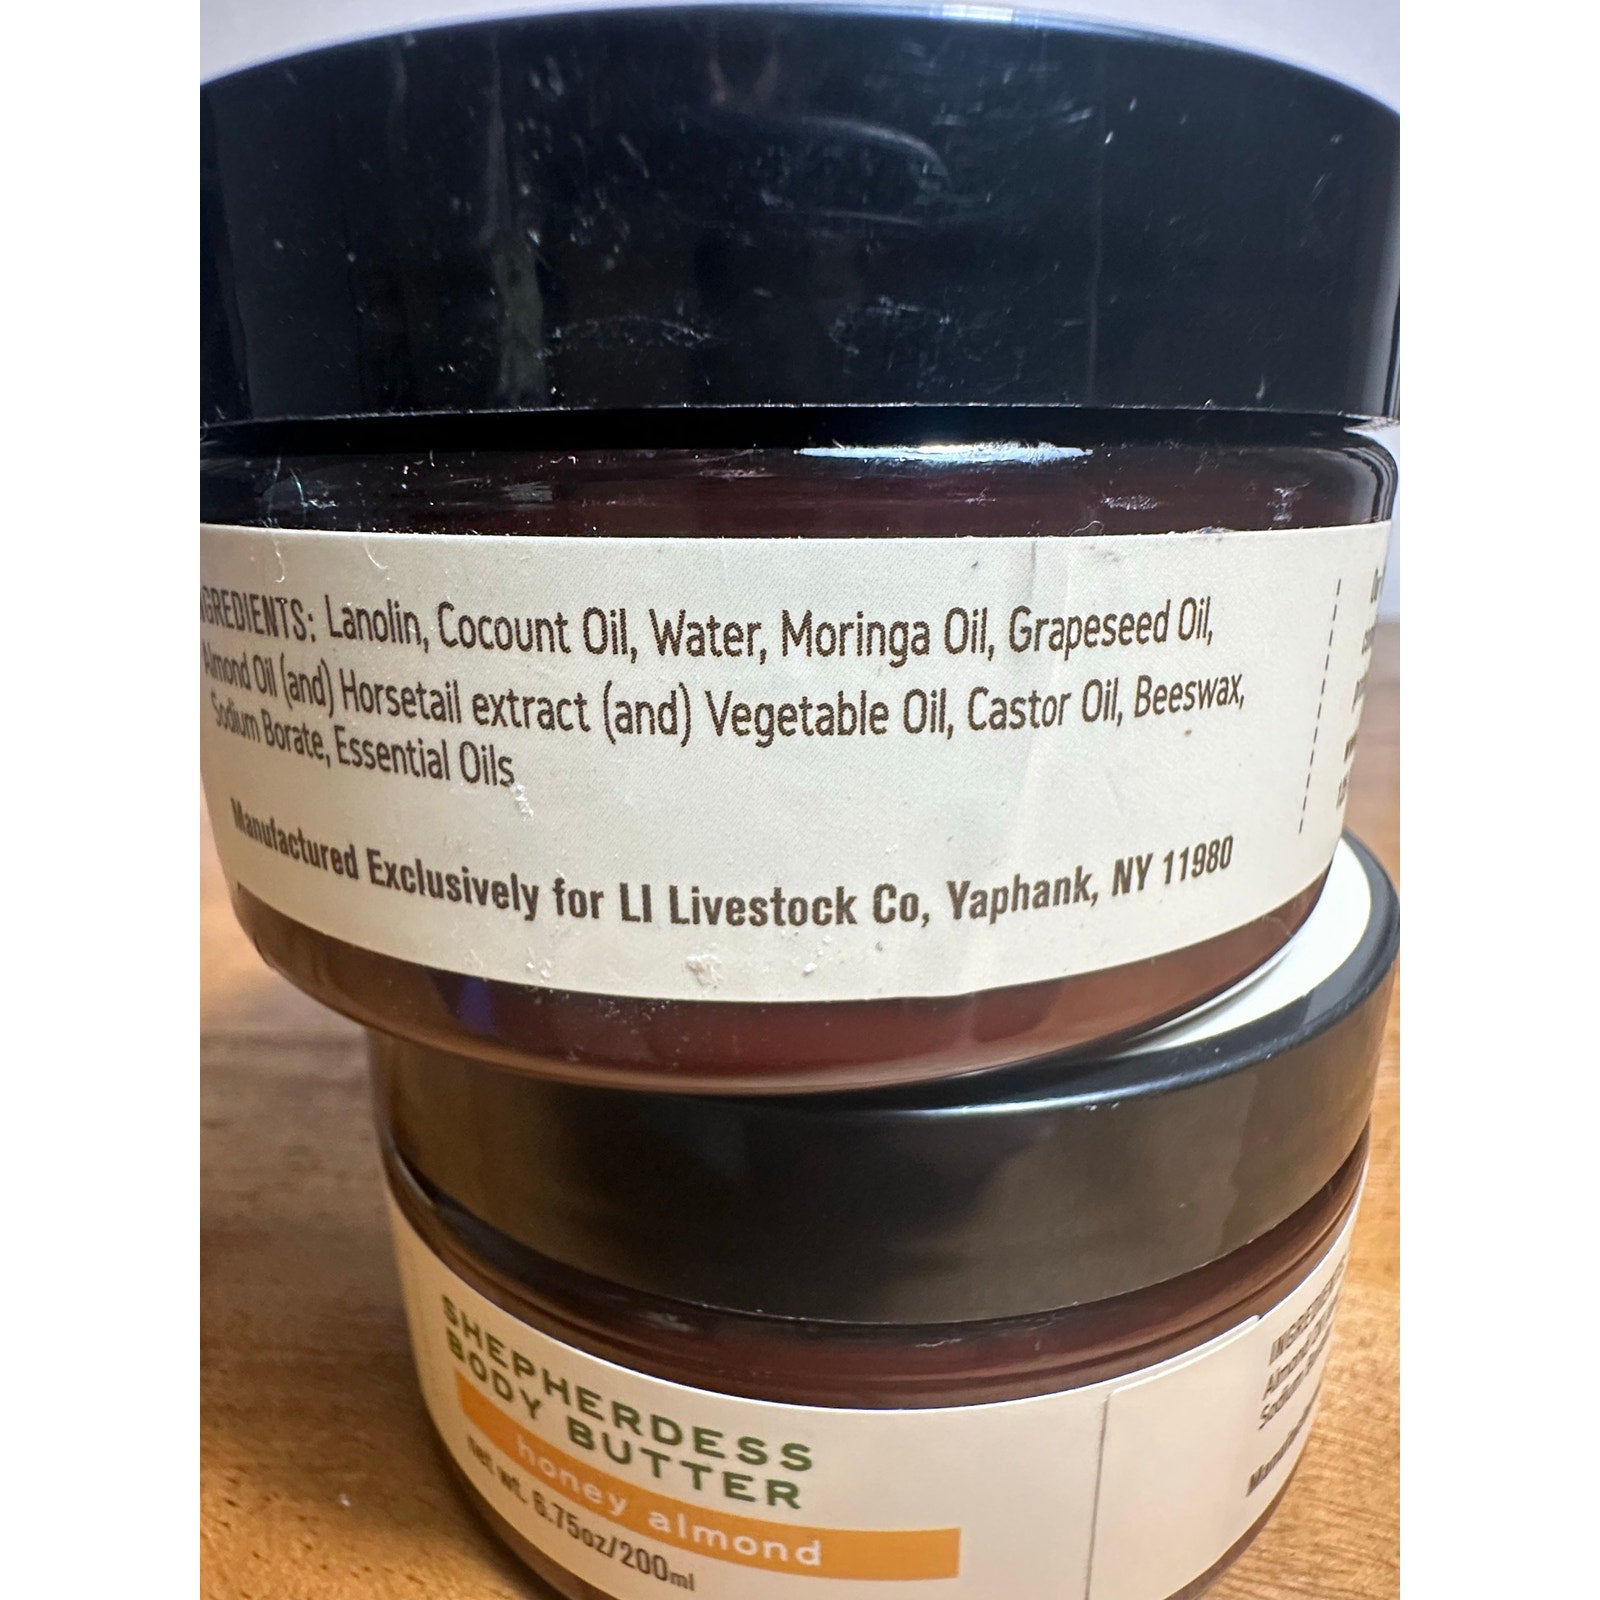 INGREDIENTS: Lanolin, Cocount Oil, Water, Moringa Oil, Grapeseed Oil,
Almond Oil (and) Horsetail extract (and) Vegetable Oil, Castor Oil, Beeswax,
Sodium Borate, Essential Oils
Manufactured Exclusively for LI Livestock Co, Yaphank, NY 11980
SHEPHERDESS
BODY BUTTER
honey almond
net wt. 6.75oz/200ml